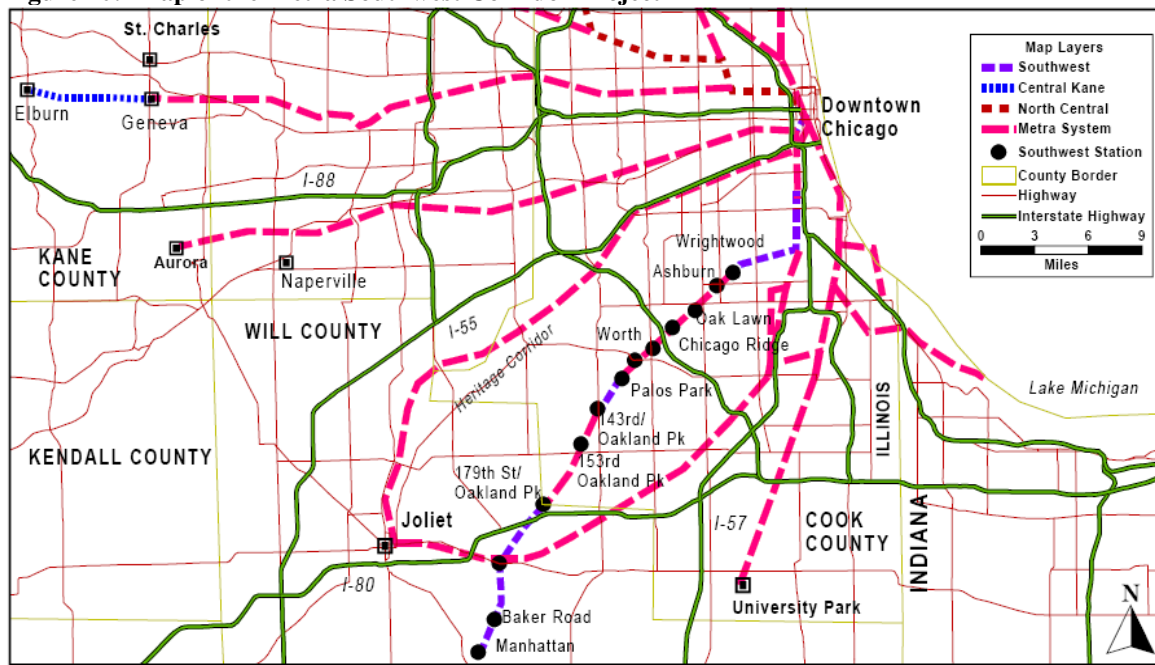 St. Charles
Elburn
Geneva
Downtown
Chicago
Map Layers
Southwest
Central Kane
North Central
Metra System
Southwest Station
County Border
Highway
Interstate Highway
0 3 6 9
Miles
I-88
KANE
COUNTY
Aurora
Naperville
Wrightwood
Ashburn
WILL COUNTY
I-55
Oak Lawn
Worth
Chicago Ridge
Heritage Corridor
Palos Park
Lake Michigan
ILLINOIS
143rd/
Oakland Pk
KENDALL COUNTY
153rd
Oakland Pk
179th St/
Oakland Pk
Joliet
I-57
COOK
COUNTY
INDIANA
I-80
University Park
N
Baker Road
Manhattan